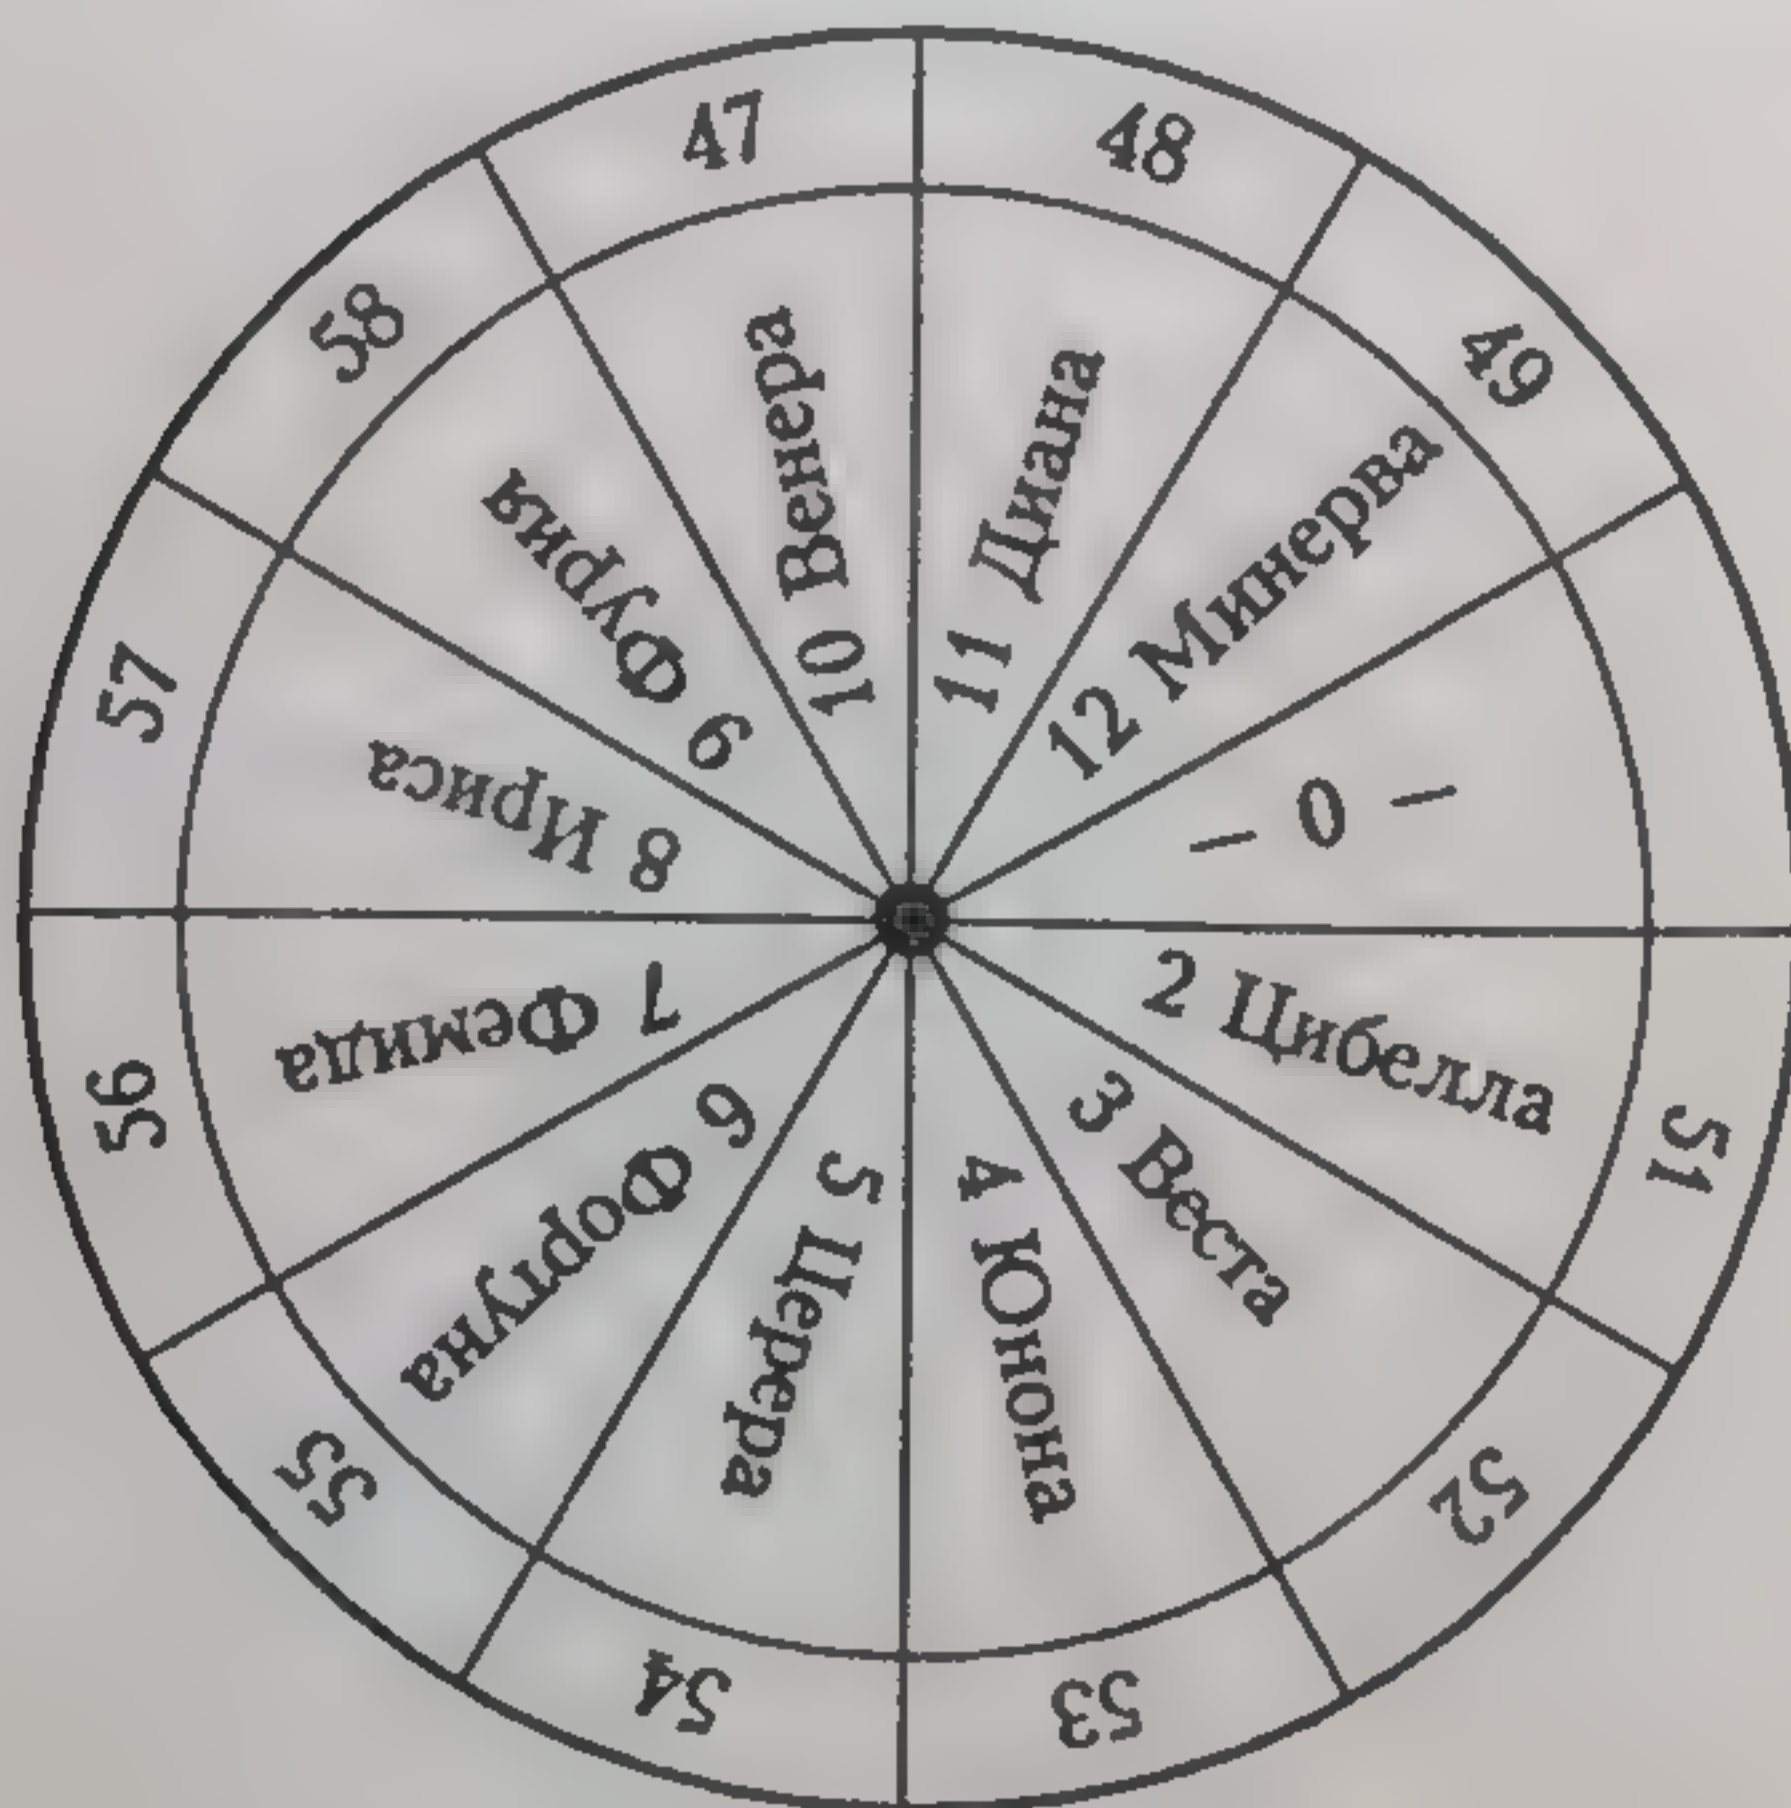 47
48
49
51
52
53
54
55
56
57
58
– 0 –
2 Цибелла
3 Веста
4 Юнона
5 Церера
6 Фортуна
7 Фемида
8 Ириса
9 Фурия
10 Венера
11 Диана
12 Минерва